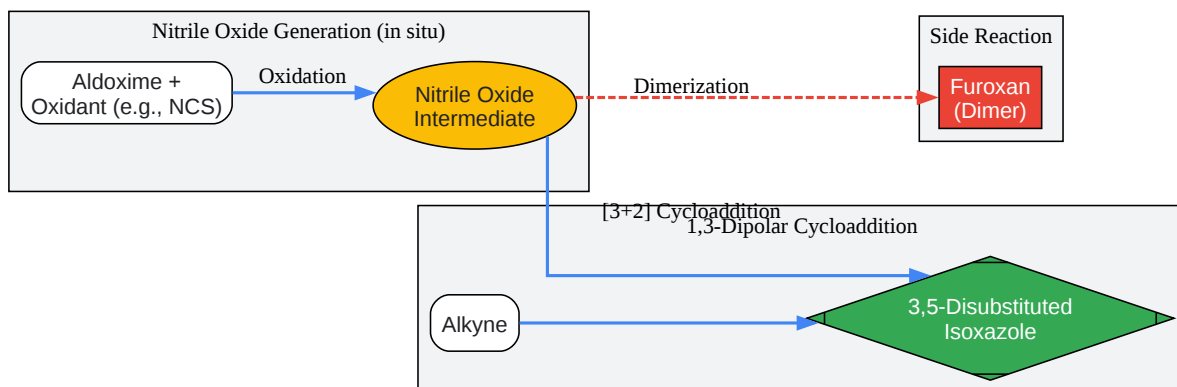 Nitrile Oxide Generation (in situ)
Side Reaction
Aldoxime +
Oxidant (e.g., NCS)
Oxidation
Nitrile Oxide
Intermediate
Dimerization
Furoxan
(Dimer)
[3+2] Cycloaddition
1,3-Dipolar Cycloaddition
Alkyne
3,5-Disubstituted
Isoxazole